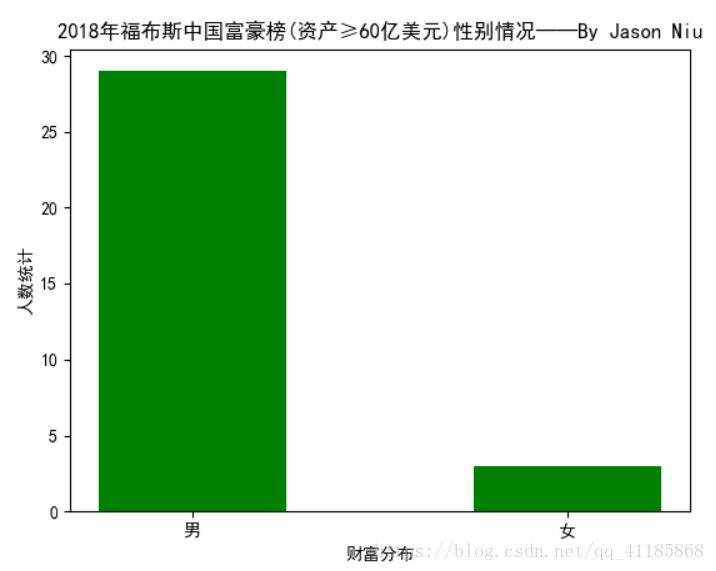 2018年福布斯中国富豪榜(资产≥60亿美元)性别情况——By Jason Niu
30
25
20
15
10
5
0
人数统计
男 女
财富分布
https://blog.csdn.net/qq_41185868